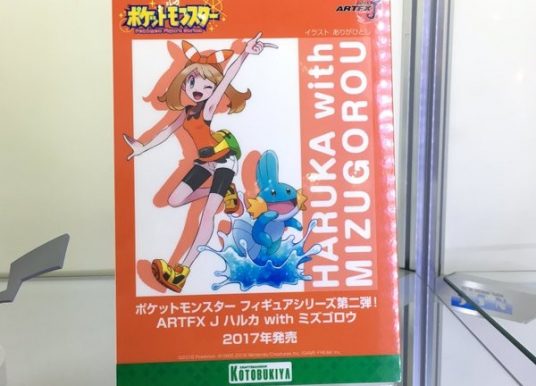 ポケットモンスター
ARTFX J
イラスト ありがひとし
HARUKA with
MIZUGOROU
ポケットモンスター フィギュアシリーズ第二弾!
ARTFX J ハルカ with ミズゴロウ
2017年発売
KOTOBUKIYA